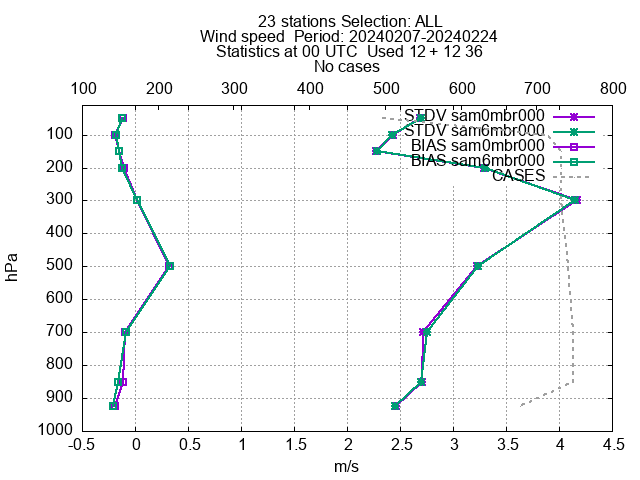 23 stations Selection: ALL
Wind speed  Period: 20240207-20240224
Statistics at 00 UTC  Used 12 + 12 36
No cases
100 200 300 400 500 600 700 800
STDV sam0mbr000
STDV sam6mbr000
BIAS sam0mbr000
BIAS sam6mbr000
CASES
hPa
100
200
300
400
500
600
700
800
900
1000
-0.5 0 0.5 1 1.5 2 2.5 3 3.5 4 4.5
m/s